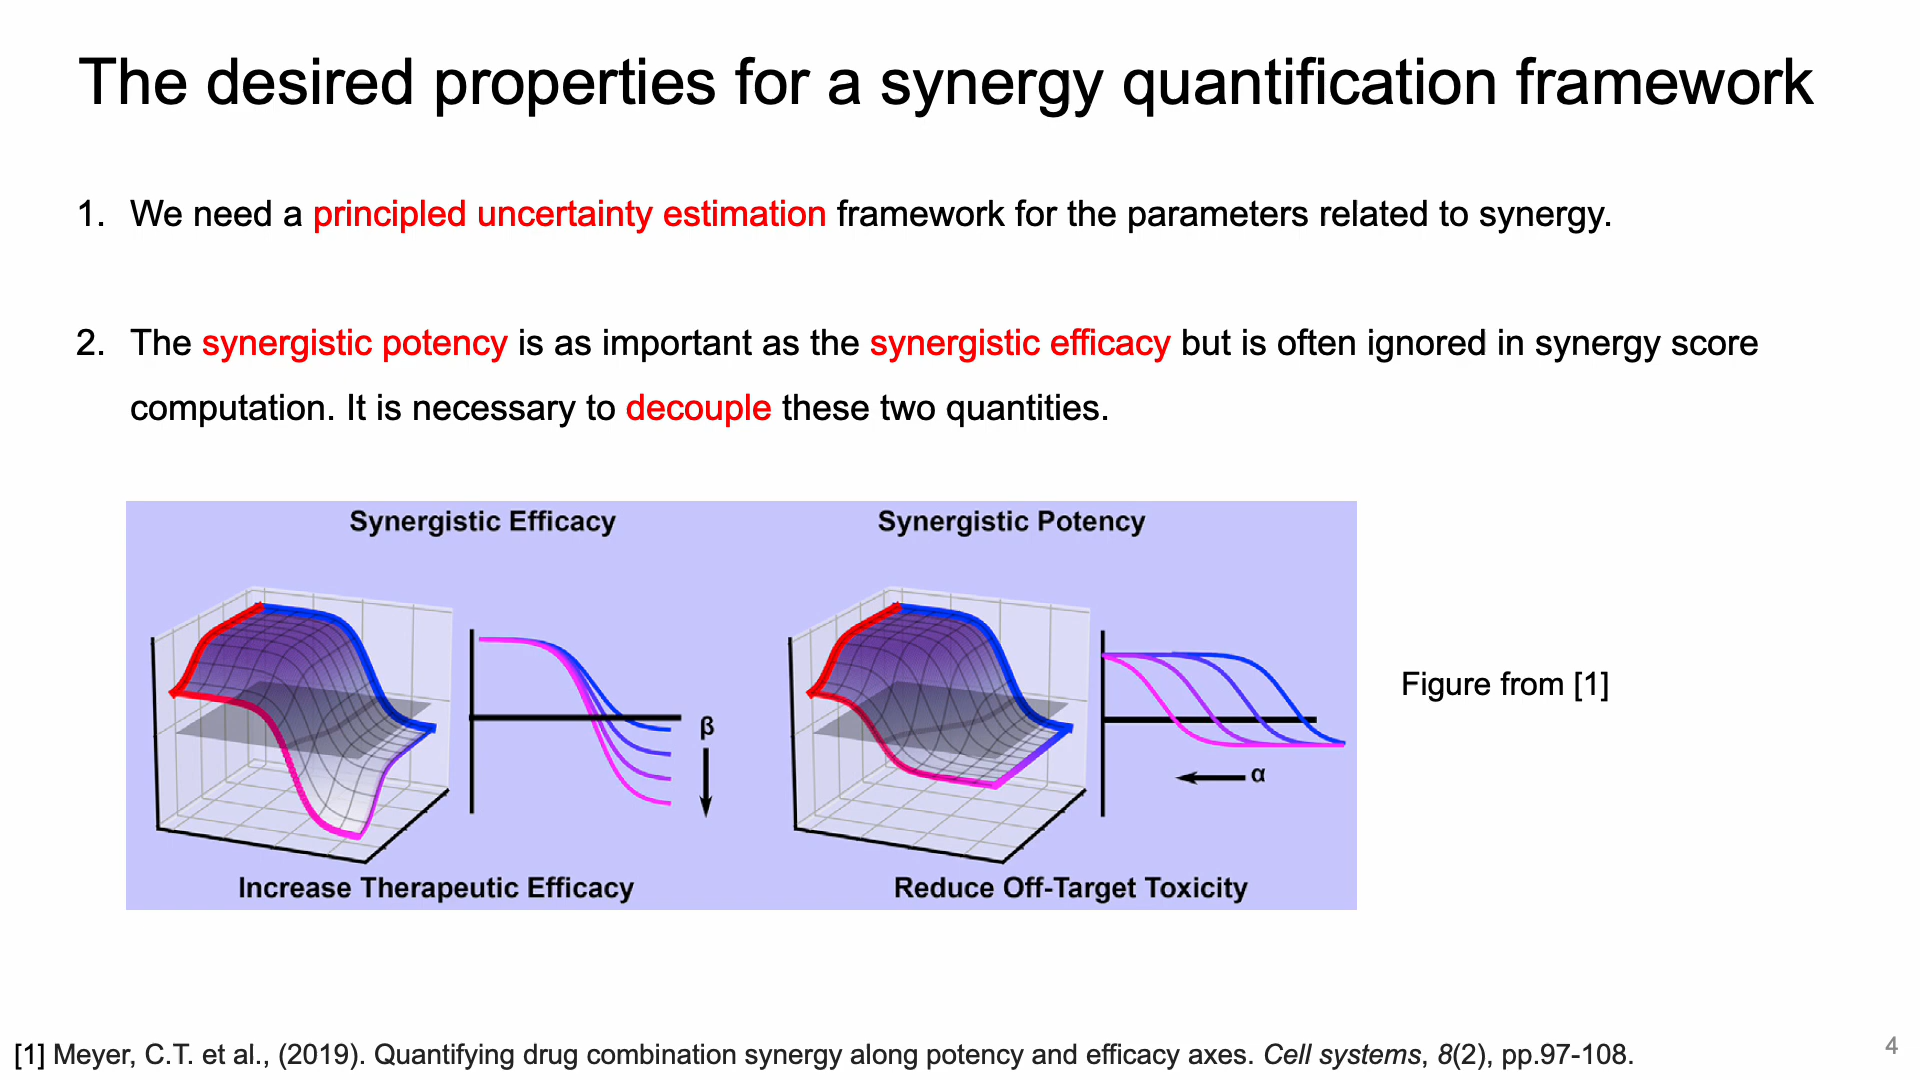 The desired properties for a synergy quantification framework
1. We need a principled uncertainty estimation framework for the parameters related to synergy.
2. The synergistic potency is as important as the synergistic efficacy but is often ignored in synergy score
computation. It is necessary to decouple these two quantities.
Synergistic Efficacy
Synergistic Potency
β
α
Increase Therapeutic Efficacy
Reduce Off-Target Toxicity
Figure from [1]
[1] Meyer, C.T. et al., (2019). Quantifying drug combination synergy along potency and efficacy axes. Cell systems, 8(2), pp.97-108.
4